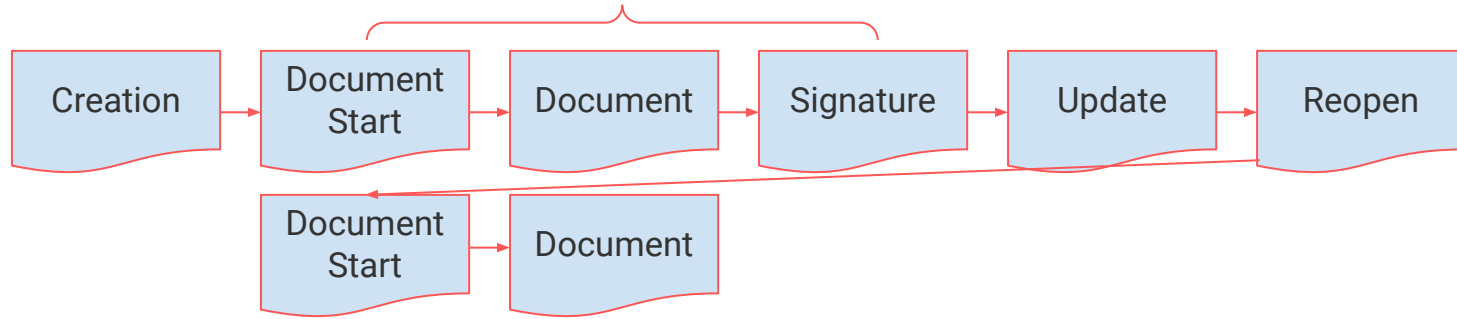 Creation
Document
Start
Document
Signature
Update
Reopen
Document
Start
Document